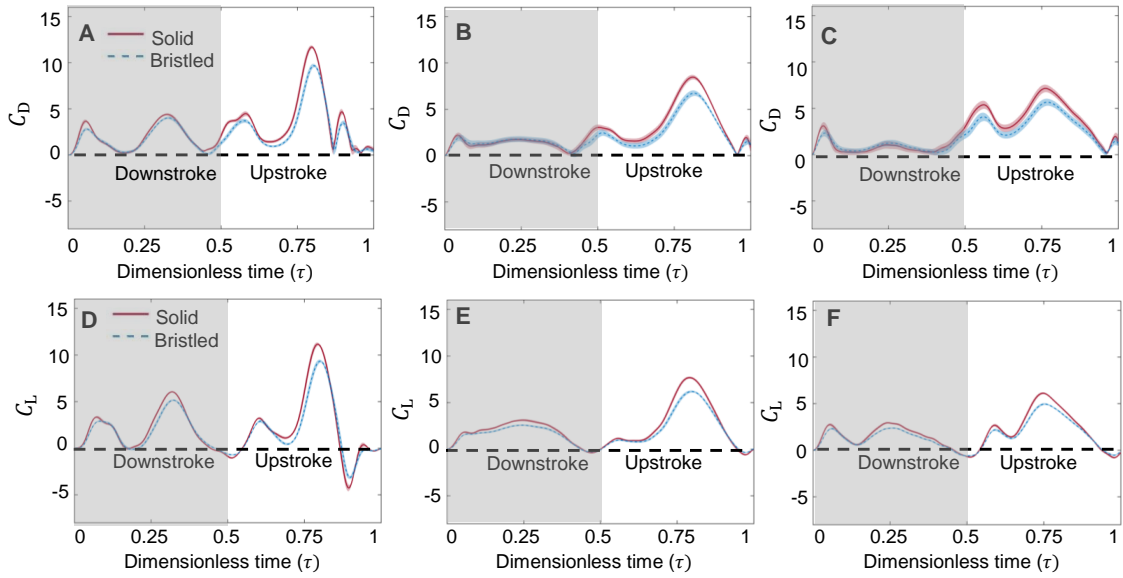 A
B
C
Solid
Bristled
15
10
5
0
-5
C_D
Downstroke
Upstroke
0
0.25
0.5
0.75
1
Dimensionless time (τ)
15
10
5
0
-5
C_D
Downstroke
Upstroke
0
0.25
0.5
0.75
1
Dimensionless time (τ)
15
10
5
0
-5
C_D
Downstroke
Upstroke
0
0.25
0.5
0.75
1
Dimensionless time (τ)
D
E
F
Solid
Bristled
15
10
5
0
-5
C_L
Downstroke
Upstroke
0
0.25
0.5
0.75
1
Dimensionless time (τ)
15
10
5
0
-5
C_L
Downstroke
Upstroke
0
0.25
0.5
0.75
1
Dimensionless time (τ)
15
10
5
0
-5
C_L
Downstroke
Upstroke
0
0.25
0.5
0.75
1
Dimensionless time (τ)